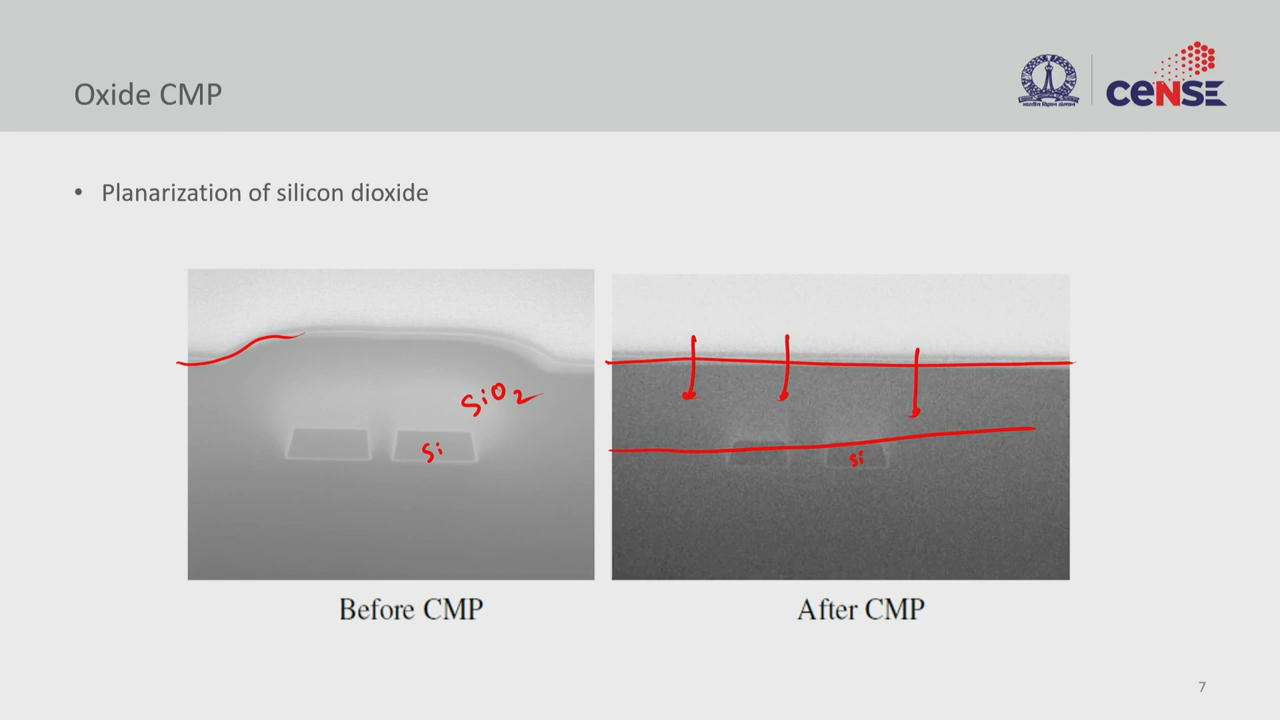 Oxide CMP
ceNSE
• Planarization of silicon dioxide
SiO2
Si
Si
Before CMP
After CMP
7